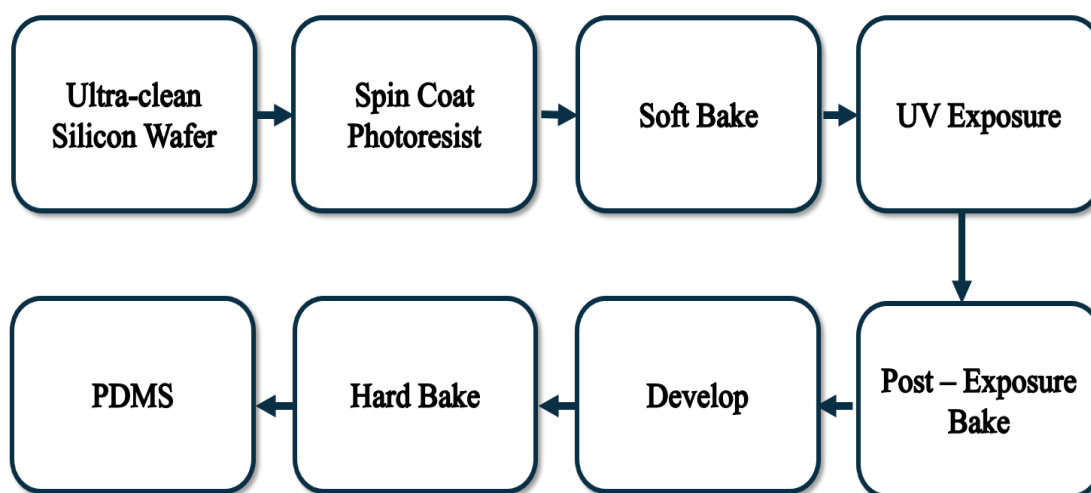 Ultra-clean
Silicon Wafer
Spin Coat
Photoresist
Soft Bake
UV Exposure
Post – Exposure
Bake
Develop
Hard Bake
PDMS